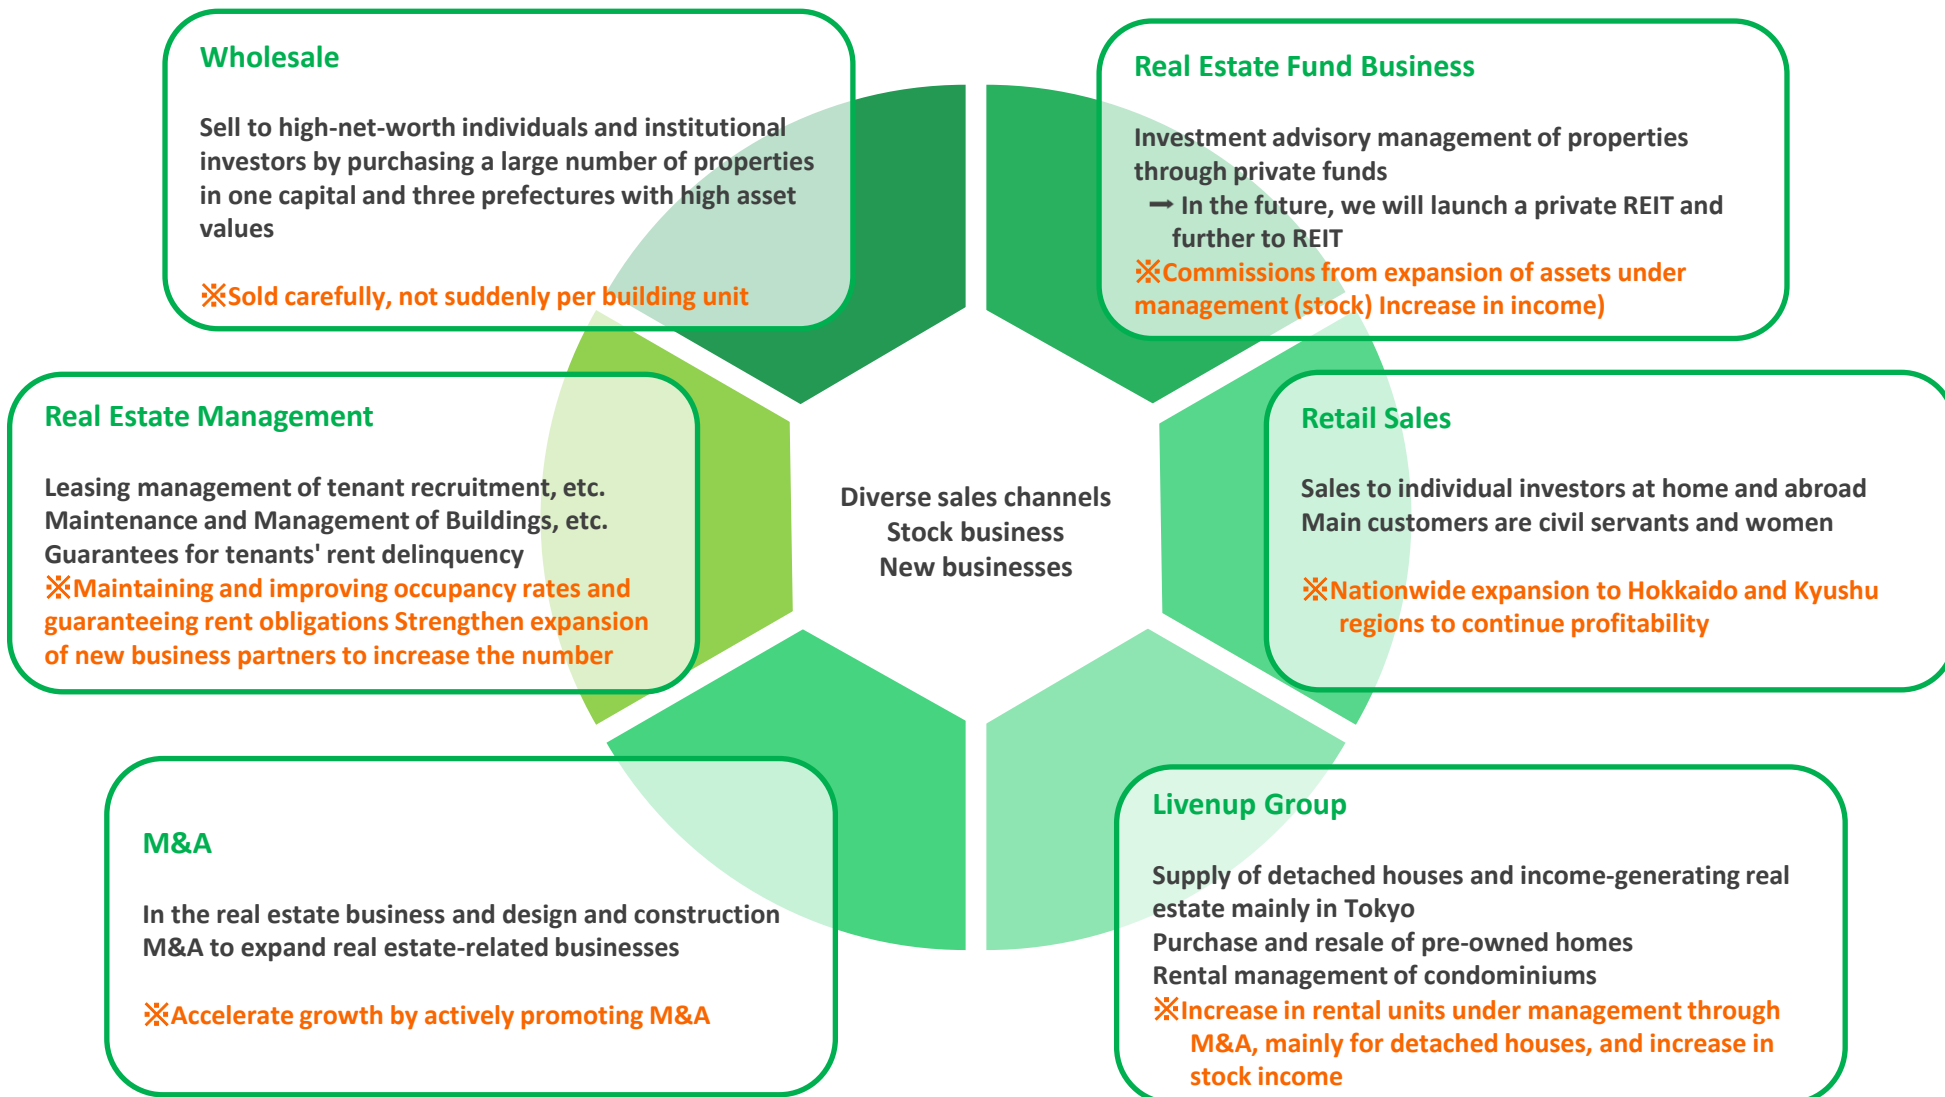 Wholesale
Sell to high-net-worth individuals and institutional
investors by purchasing a large number of properties
in one capital and three prefectures with high asset
values
※Sold carefully, not suddenly per building unit
Real Estate Fund Business
Investment advisory management of properties
through private funds
→ In the future, we will launch a private REIT and
further to REIT
※Commissions from expansion of assets under
management (stock) Increase in income)
Real Estate Management
Leasing management of tenant recruitment, etc.
Maintenance and Management of Buildings, etc.
Guarantees for tenants' rent delinquency
※Maintaining and improving occupancy rates and
guaranteeing rent obligations Strengthen expansion
of new business partners to increase the number
Diverse sales channels
Stock business
New businesses
Retail Sales
Sales to individual investors at home and abroad
Main customers are civil servants and women
※Nationwide expansion to Hokkaido and Kyushu
regions to continue profitability
M&A
In the real estate business and design and construction
M&A to expand real estate-related businesses
※Accelerate growth by actively promoting M&A
Livenup Group
Supply of detached houses and income-generating real
estate mainly in Tokyo
Purchase and resale of pre-owned homes
Rental management of condominiums
※Increase in rental units under management through
M&A, mainly for detached houses, and increase in
stock income